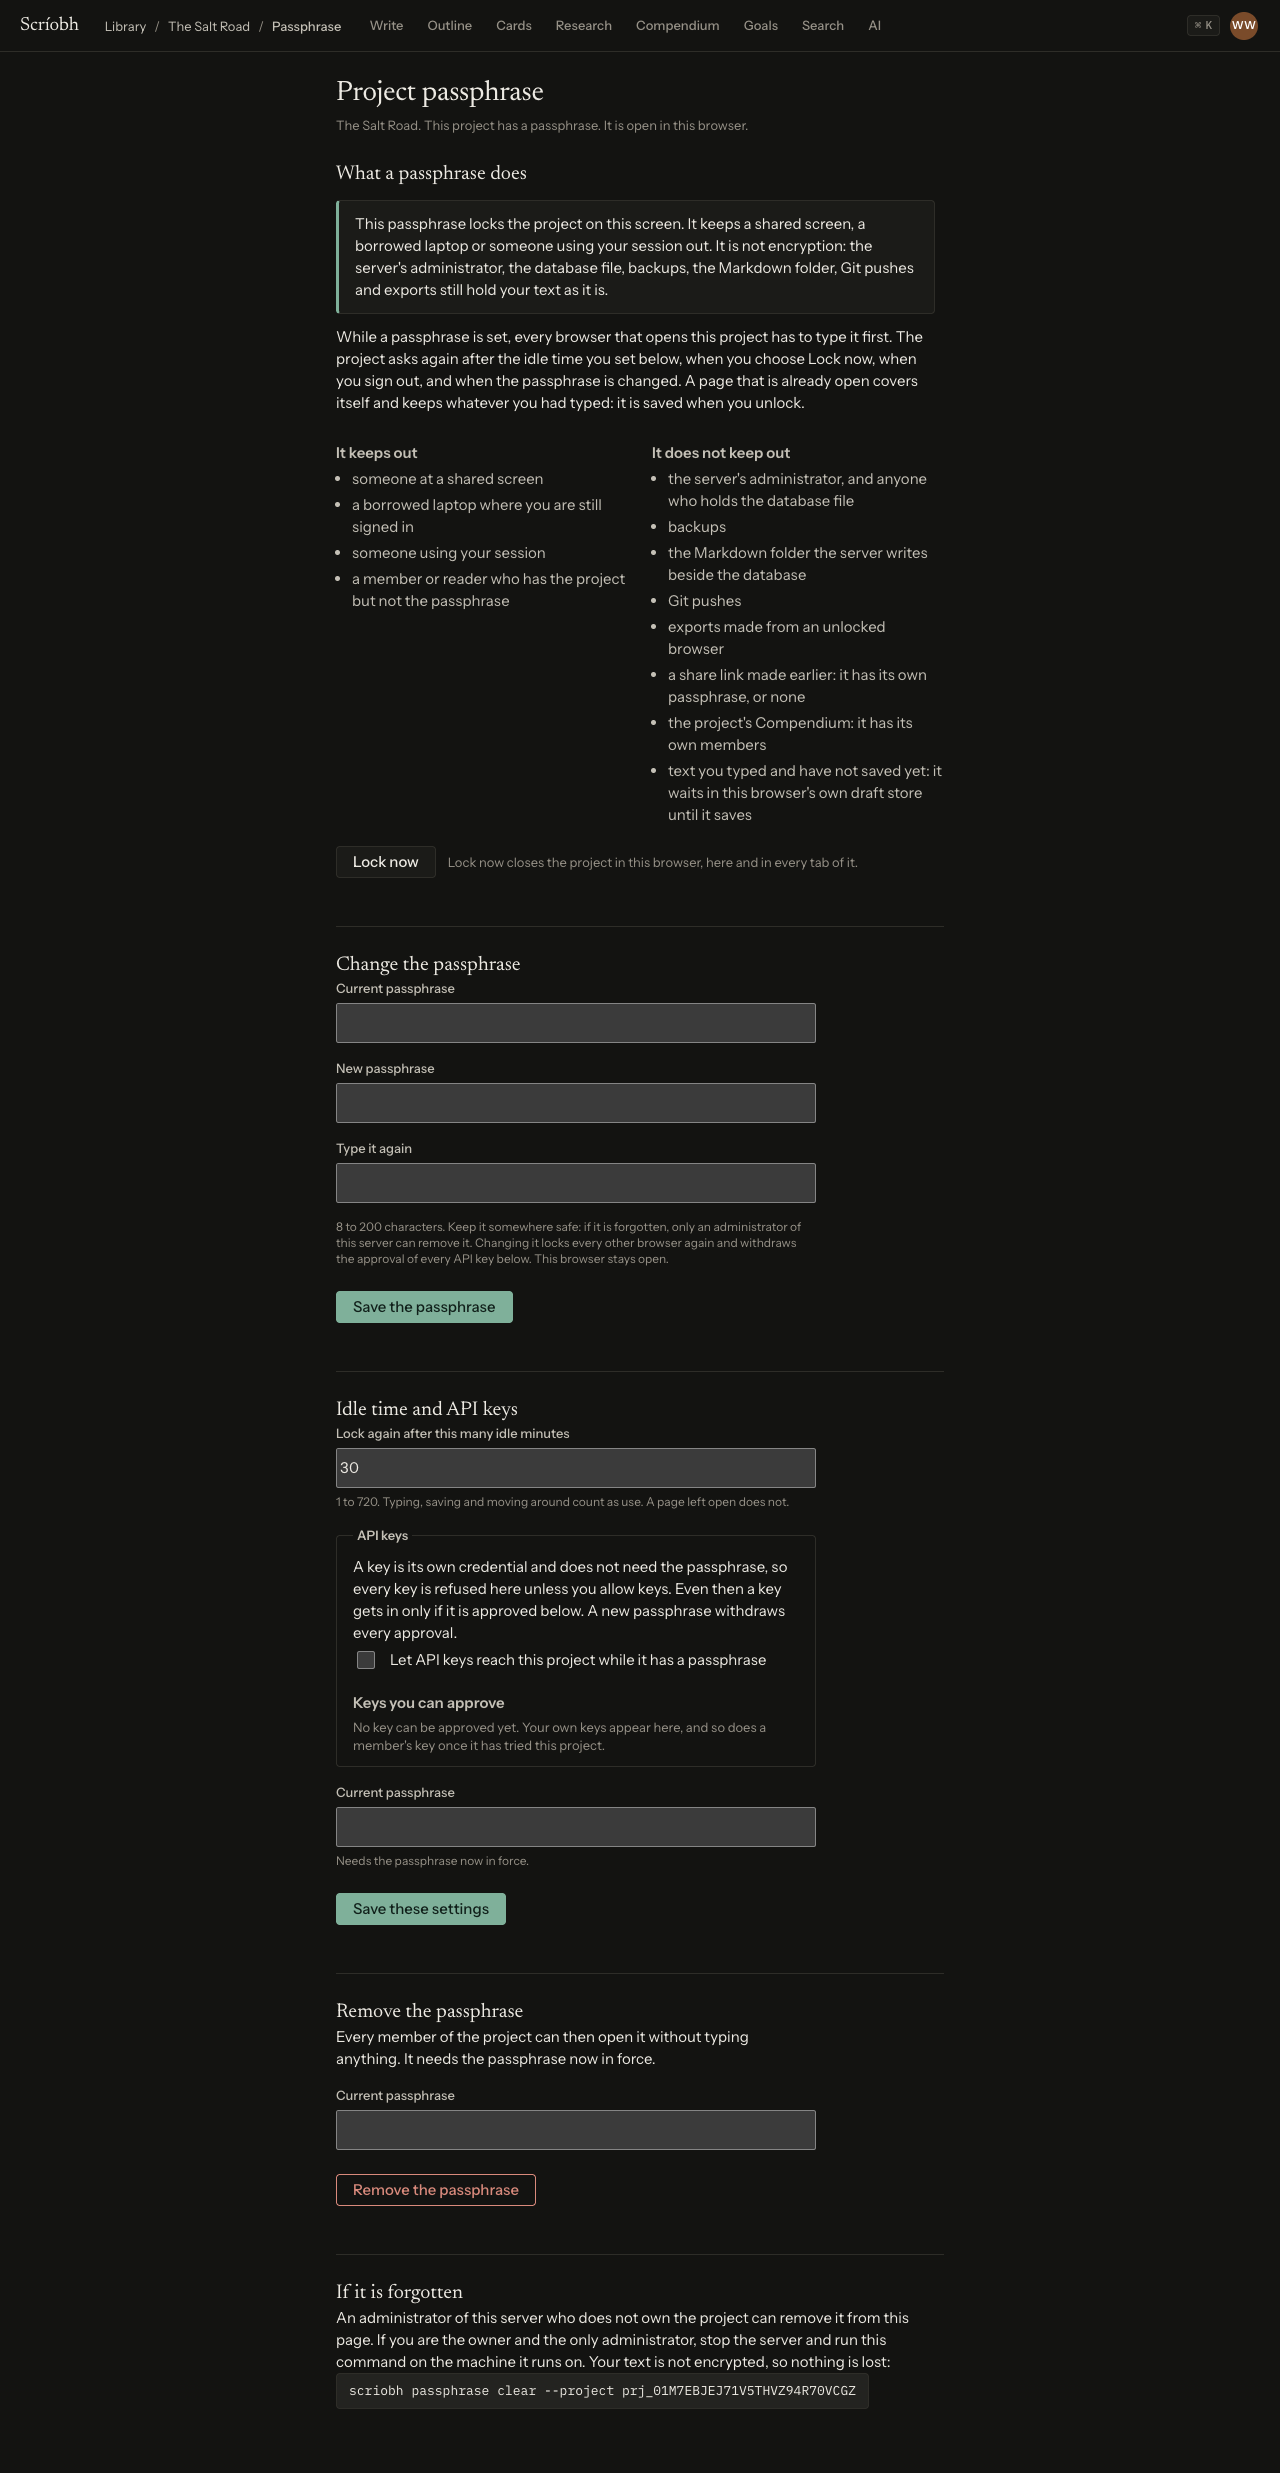 Scríobh
Library / The Salt Road / Passphrase
Write
Outline
Cards
Research
Compendium
Goals
Search
AI
⌘ K
WW
Project passphrase
The Salt Road. This project has a passphrase. It is open in this browser.
What a passphrase does
This passphrase locks the project on this screen. It keeps a shared screen, a
borrowed laptop or someone using your session out. It is not encryption: the
server's administrator, the database file, backups, the Markdown folder, Git pushes
and exports still hold your text as it is.
While a passphrase is set, every browser that opens this project has to type it first. The
project asks again after the idle time you set below, when you choose Lock now, when
you sign out, and when the passphrase is changed. A page that is already open covers
itself and keeps whatever you had typed: it is saved when you unlock.
It keeps out
• someone at a shared screen
• a borrowed laptop where you are still
signed in
• someone using your session
• a member or reader who has the project
but not the passphrase
It does not keep out
• the server's administrator, and anyone
who holds the database file
• backups
• the Markdown folder the server writes
beside the database
• Git pushes
• exports made from an unlocked
browser
• a share link made earlier: it has its own
passphrase, or none
• the project's Compendium: it has its
own members
• text you typed and have not saved yet: it
waits in this browser's own draft store
until it saves
Lock now
Lock now closes the project in this browser, here and in every tab of it.
Change the passphrase
Current passphrase
New passphrase
Type it again
8 to 200 characters. Keep it somewhere safe: if it is forgotten, only an administrator of
this server can remove it. Changing it locks every other browser again and withdraws
the approval of every API key below. This browser stays open.
Save the passphrase
Idle time and API keys
Lock again after this many idle minutes
30
1 to 720. Typing, saving and moving around count as use. A page left open does not.
API keys
A key is its own credential and does not need the passphrase, so
every key is refused here unless you allow keys. Even then a key
gets in only if it is approved below. A new passphrase withdraws
every approval.
Let API keys reach this project while it has a passphrase
Keys you can approve
No key can be approved yet. Your own keys appear here, and so does a
member's key once it has tried this project.
Current passphrase
Needs the passphrase now in force.
Save these settings
Remove the passphrase
Every member of the project can then open it without typing
anything. It needs the passphrase now in force.
Current passphrase
Remove the passphrase
If it is forgotten
An administrator of this server who does not own the project can remove it from this
page. If you are the owner and the only administrator, stop the server and run this
command on the machine it runs on. Your text is not encrypted, so nothing is lost:
scriobh passphrase clear --project prj_01M7EBJEJ71V5THVZ94R70VCGZ